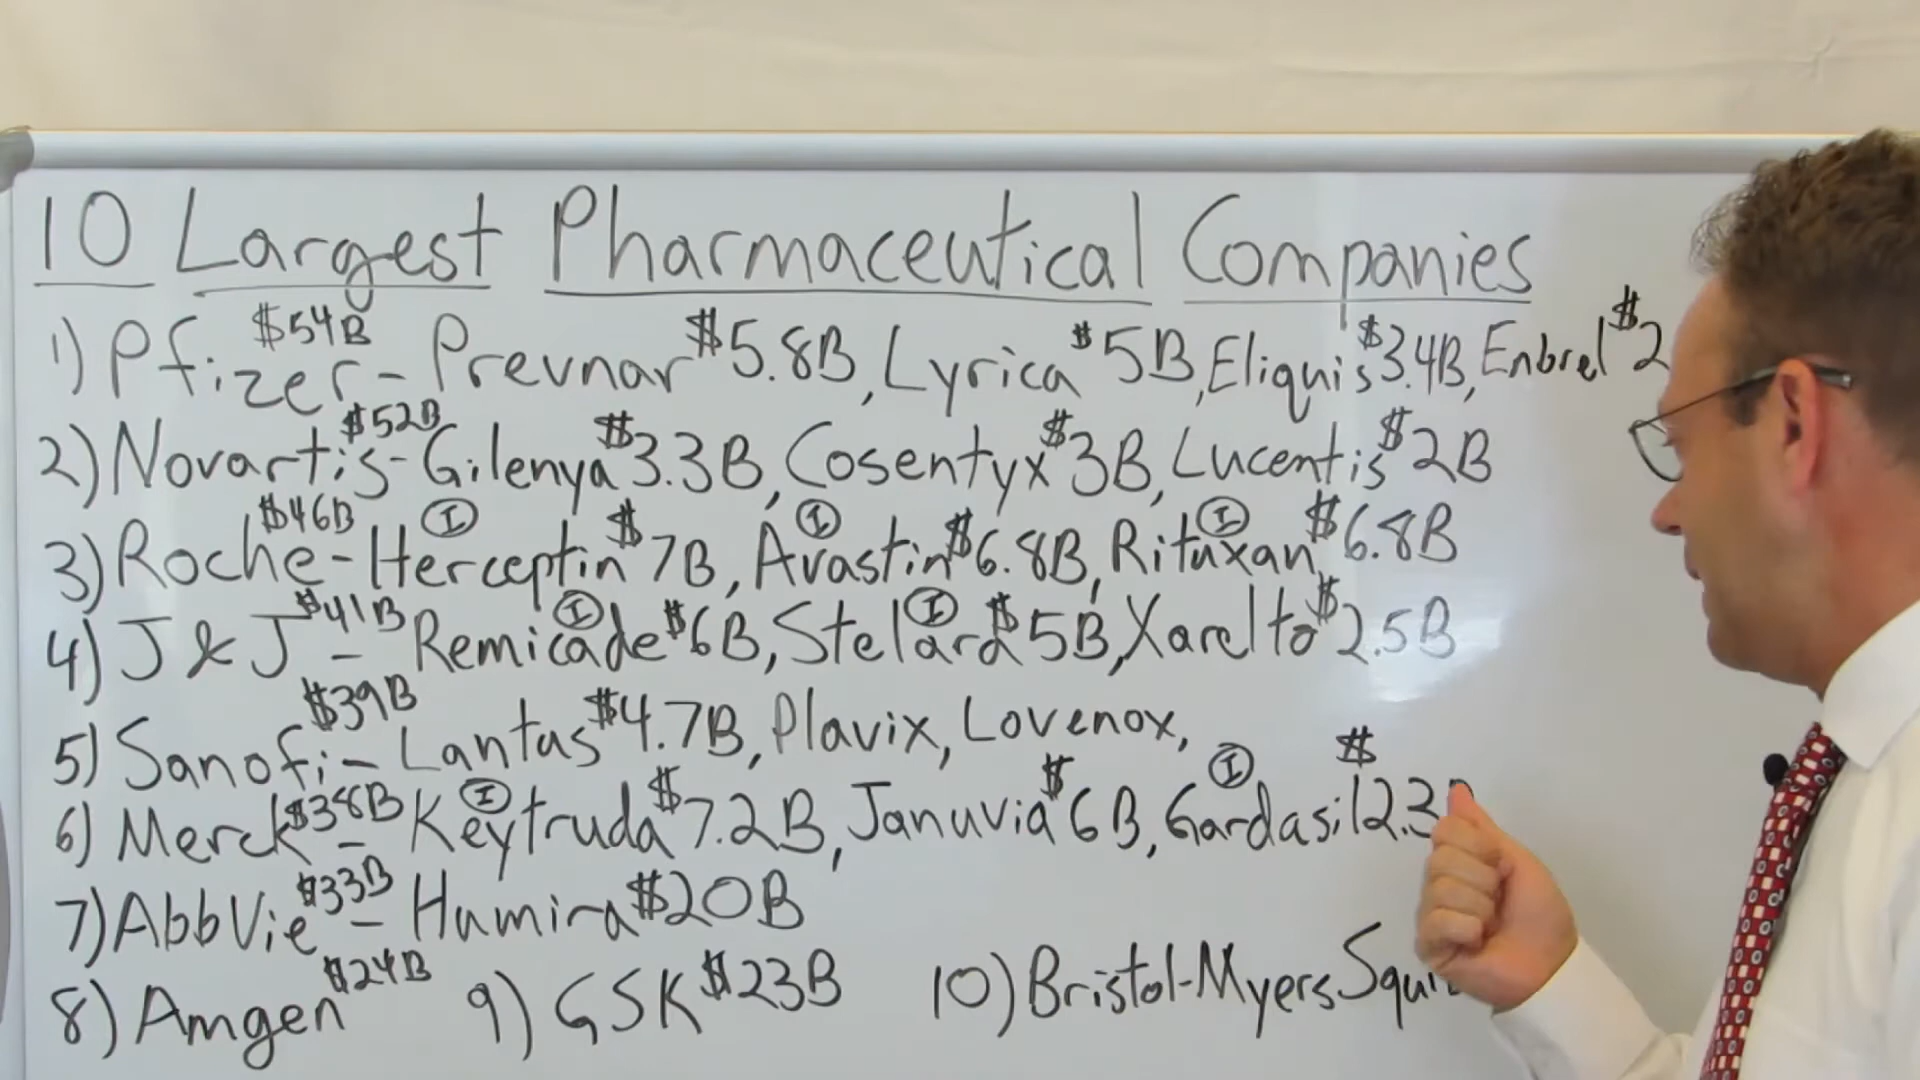 10 Largest Pharmaceutical Companies
1) Pfizer $54B - Prevnar $5.8B, Lyrica $5B, Eliquis $3.4B, Enbrel $2
2) Novartis $52B - Gilenya $3.3B, Cosentyx $3B, Lucentis $2B
3) Roche $46B - Herceptin Ⓘ $7B, Avastin Ⓘ $6.8B, Rituxan Ⓘ $6.8B
4) J & J $41B - Remicade Ⓘ $6B, Stelara Ⓘ $5B, Xarelto $2.5B
5) Sanofi $39B - Lantus $4.7B, Plavix, Lovenox,
6) Merck $38B - Keytruda Ⓘ $7.2B, Januvia $6B, Gardasil Ⓘ $2.3B
7) AbbVie $33B - Humira $20B
8) Amgen $24B 9) GSK $23B 10) Bristol-Myers